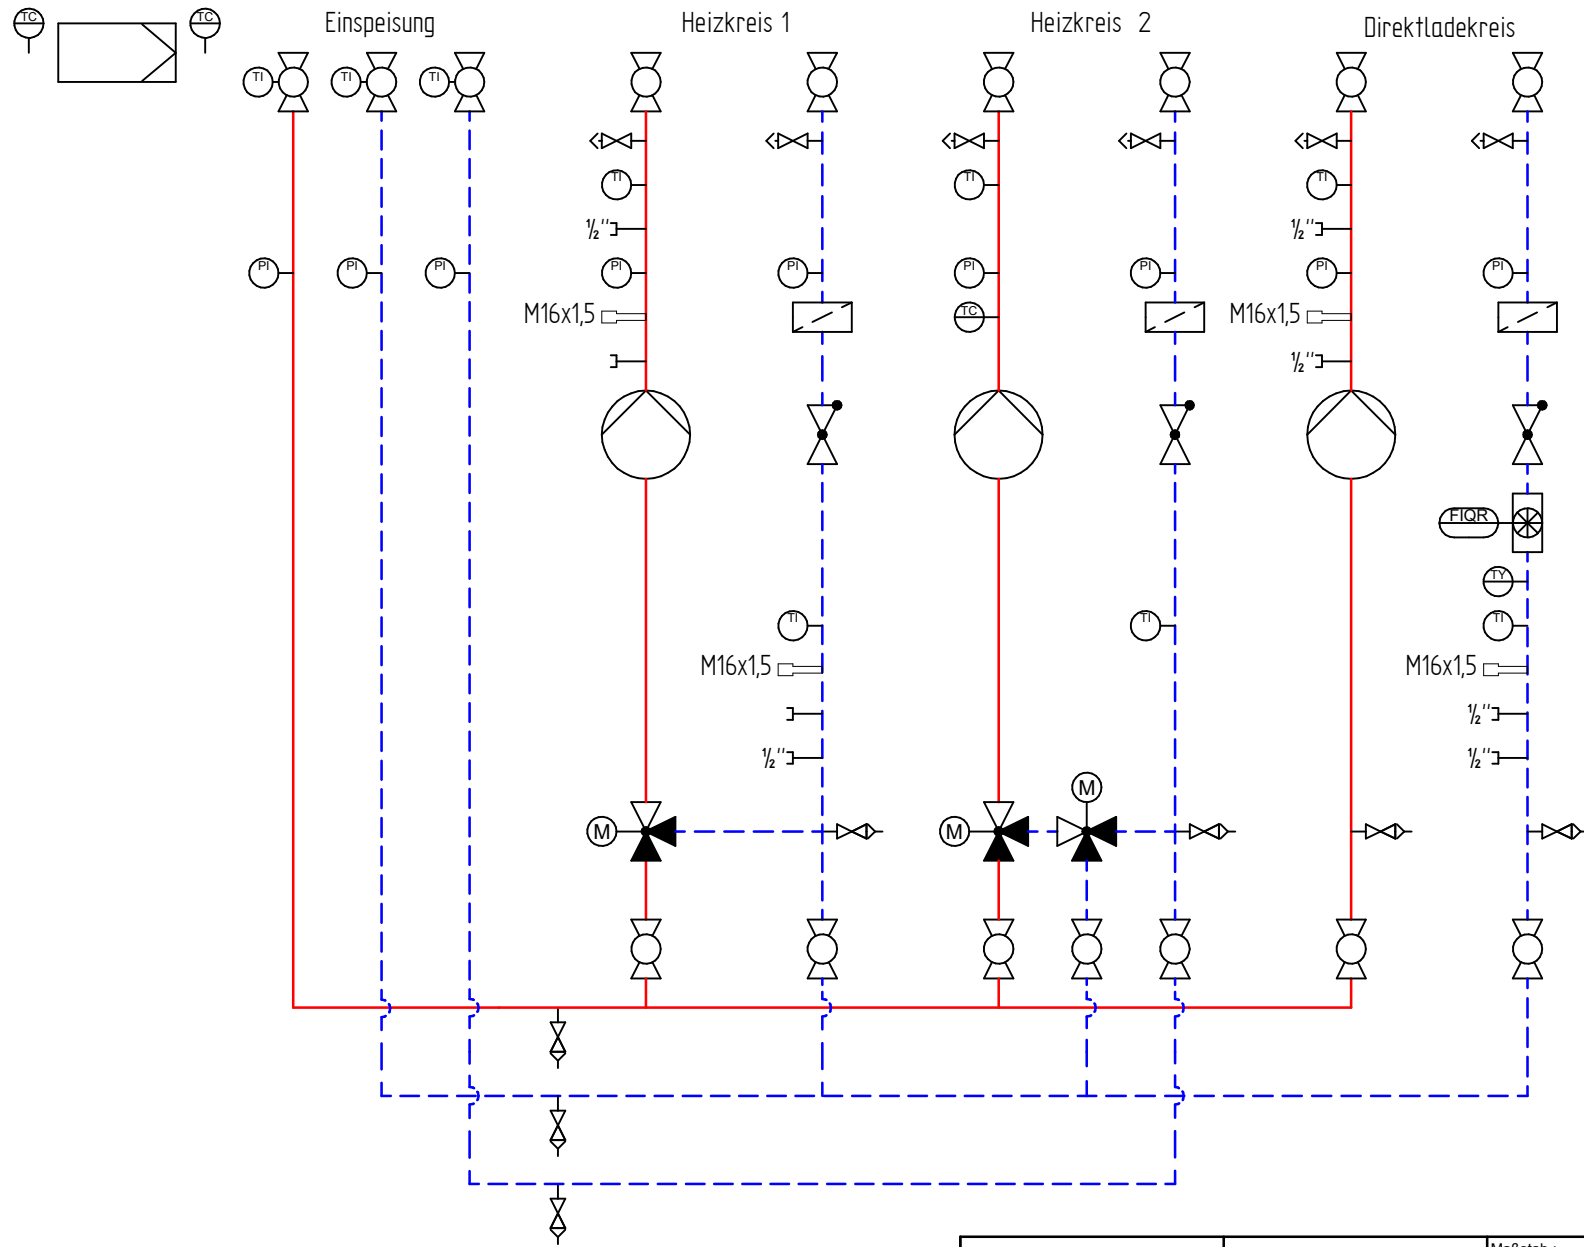 TC TC Einspeisung Heizkreis 1 Heizkreis 2 Direktladekreis
TI TI TI
TI TI TI
½" ½"
PI PI PI PI PI PI PI PI PI
M16x1,5 TC M16x1,5
½"
FIQR
TY
TI TI TI
M16x1,5 M16x1,5
½"
½" ½"
M
M M